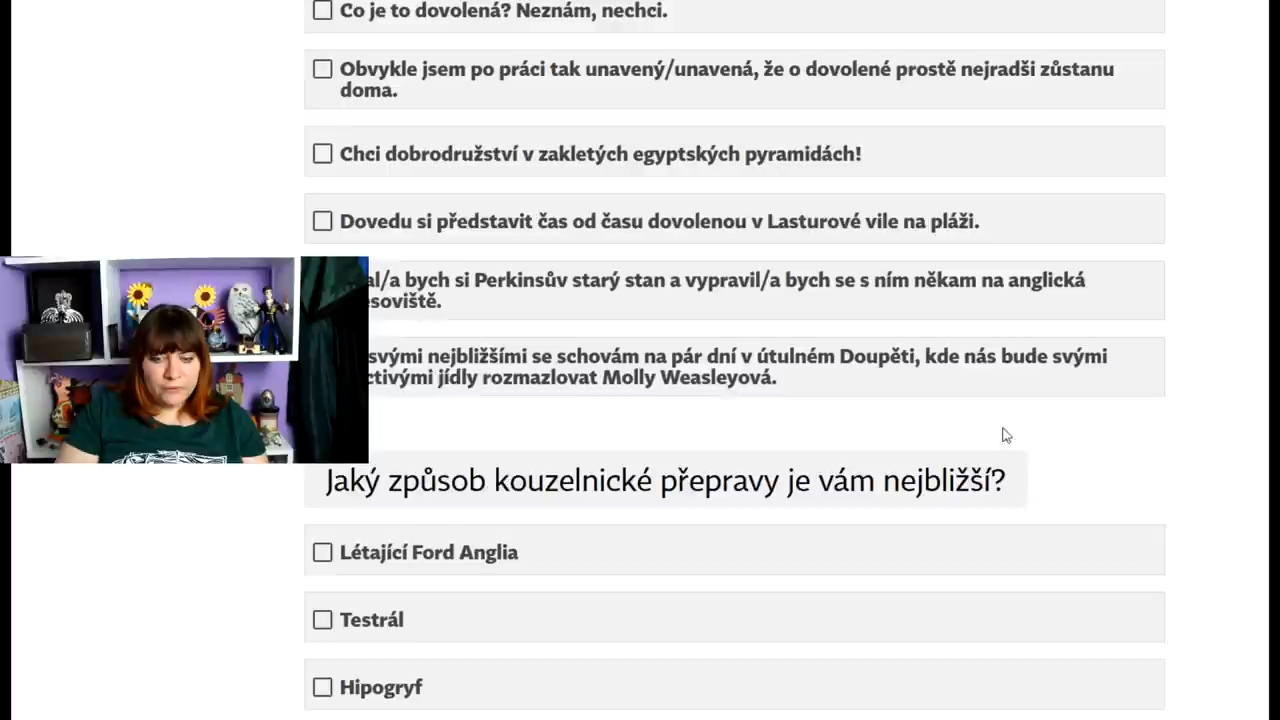 Co je to dovolená? Neznám, nechci.
Obvykle jsem po práci tak unavený/unavená, že o dovolené prostě nejradši zůstanu
doma.
Chci dobrodružství v zakletých egyptských pyramidách!
Dovedu si představit čas od času dovolenou v Lasturové vile na pláži.
/a bych si Perkinsův starý stan a vypravil/a bych se s ním někam na anglická
svými nejbližšími se schovám na pár dní v útulném Doupěti, kde nás bude svými
jídly rozmazlovat Molly Weasleyová.
Jaký způsob kouzelnické přepravy je vám nejbližší?
Létající Ford Anglia
Testrál
Hipogryf